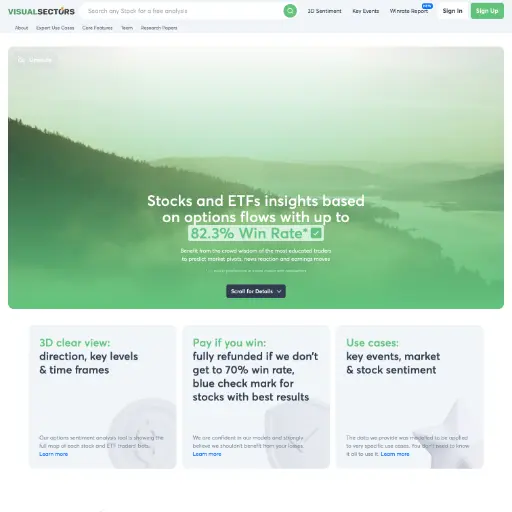 VISUALSECTORS
Search any Stock for a free analysis
3D Sentiment
Key Events
Winrate Report
new
Sign In
Sign Up
About
Expert Use Cases
Core Features
Team
Research Papers
Stocks and ETFs insights based
on options flows with up to
82.3% Win Rate*
Benefit from the crowd wisdom of the most educated traders
to predict market pivots, news reaction and earnings moves
Scroll for Details
3D clear view:
direction, key levels
& time frames
Our options sentiment analysis tool is showing the
full map of each stock and ETF traders' bets.
Learn more
Pay if you win:
fully refunded if we don't
get to 70% win rate,
blue check mark for
stocks with best results
We are confident in our models and strongly
believe we shouldn't benefit from your losses.
Learn more
Use cases:
key events, market
& stock sentiment
The data we provide was modelled to be applied
to very specific use cases. You don't need to know
it all to use it. Learn more